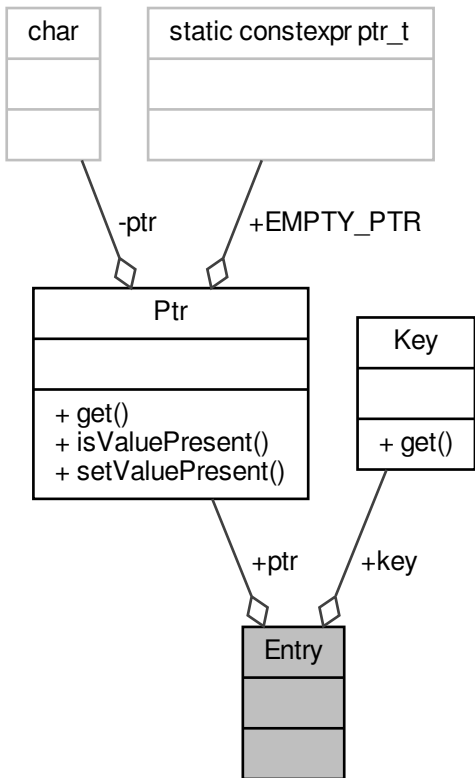 char
static constexpr ptr_t
-ptr
+EMPTY_PTR
Ptr
+ get()
+ isValuePresent()
+ setValuePresent()
Key
+ get()
+ptr
+key
Entry